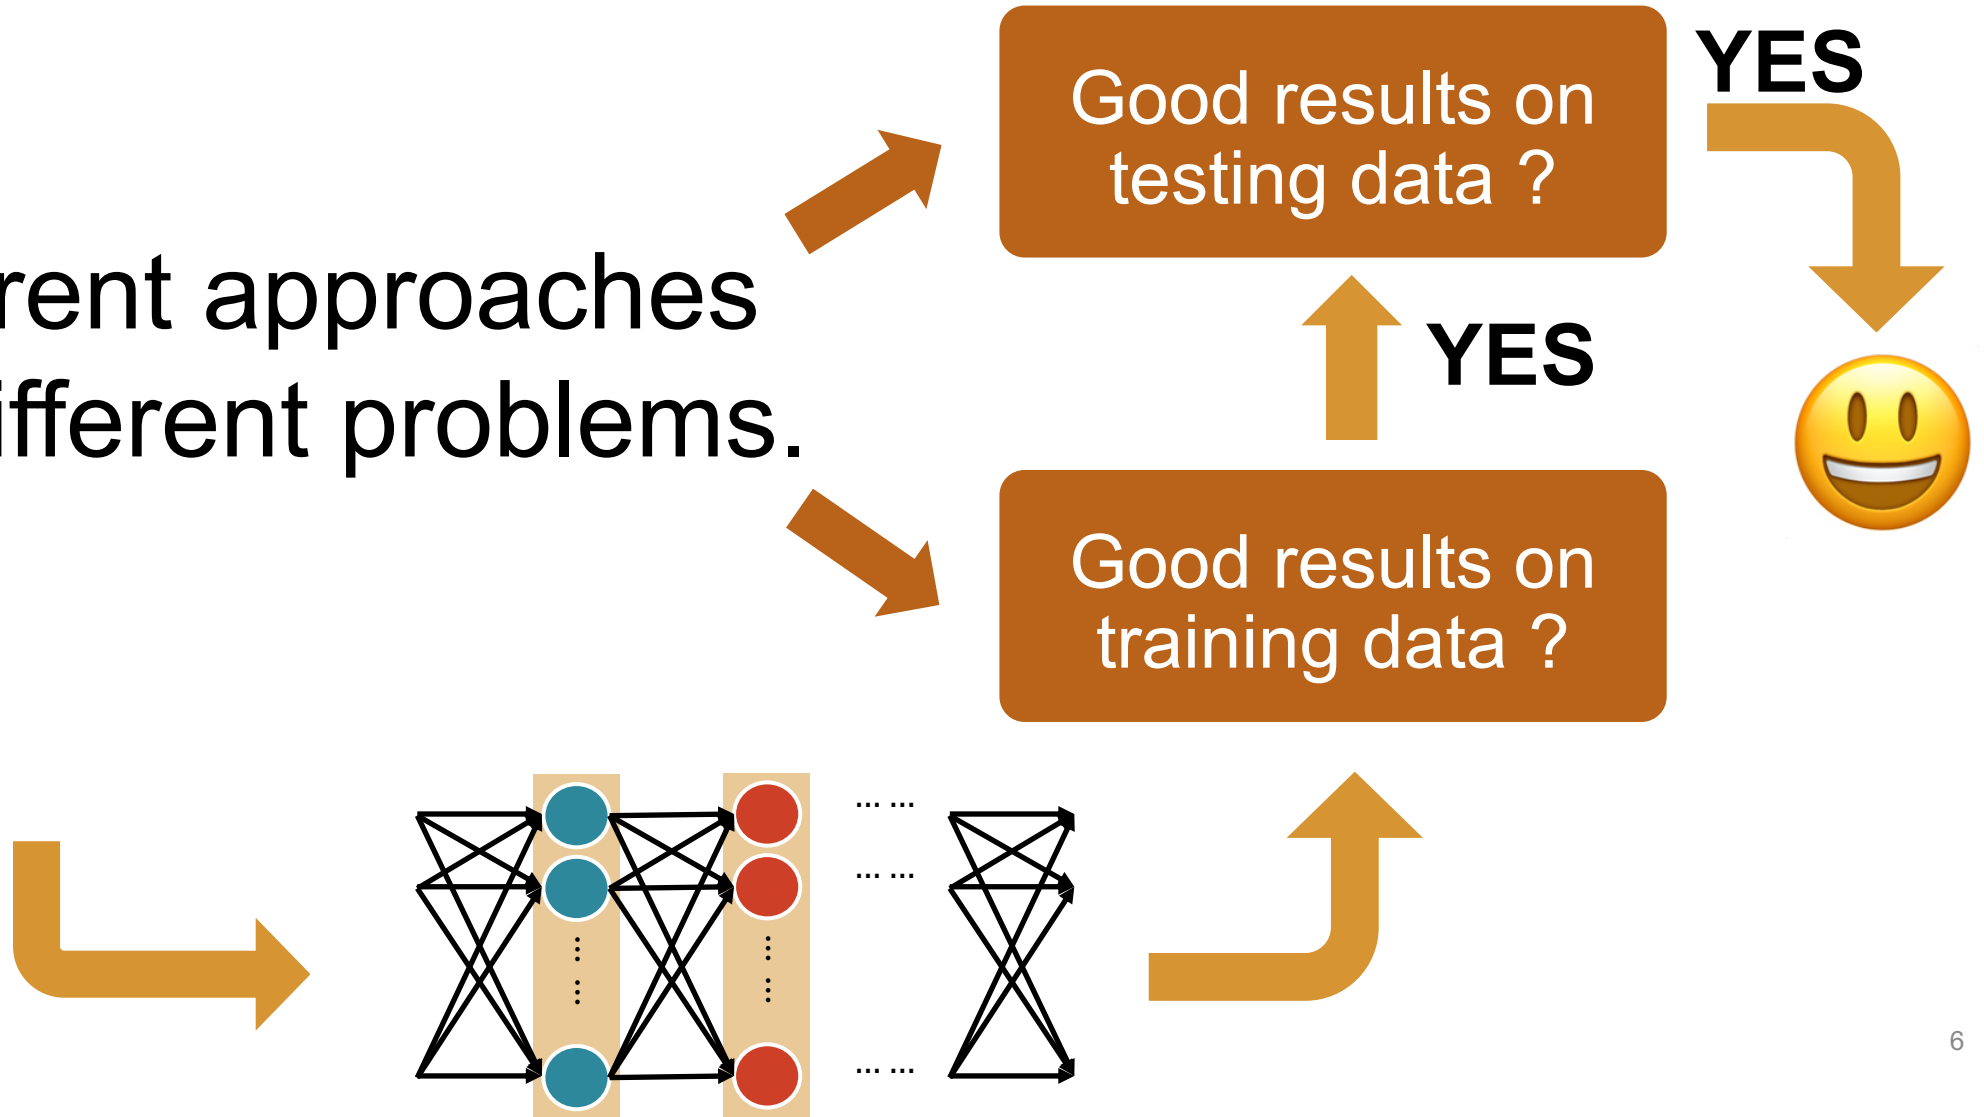 YES
Good results on
testing data ?
rent approaches
ifferent problems.
YES
Good results on
training data ?
... ...
... ...
... ...
... ...
... ...
6